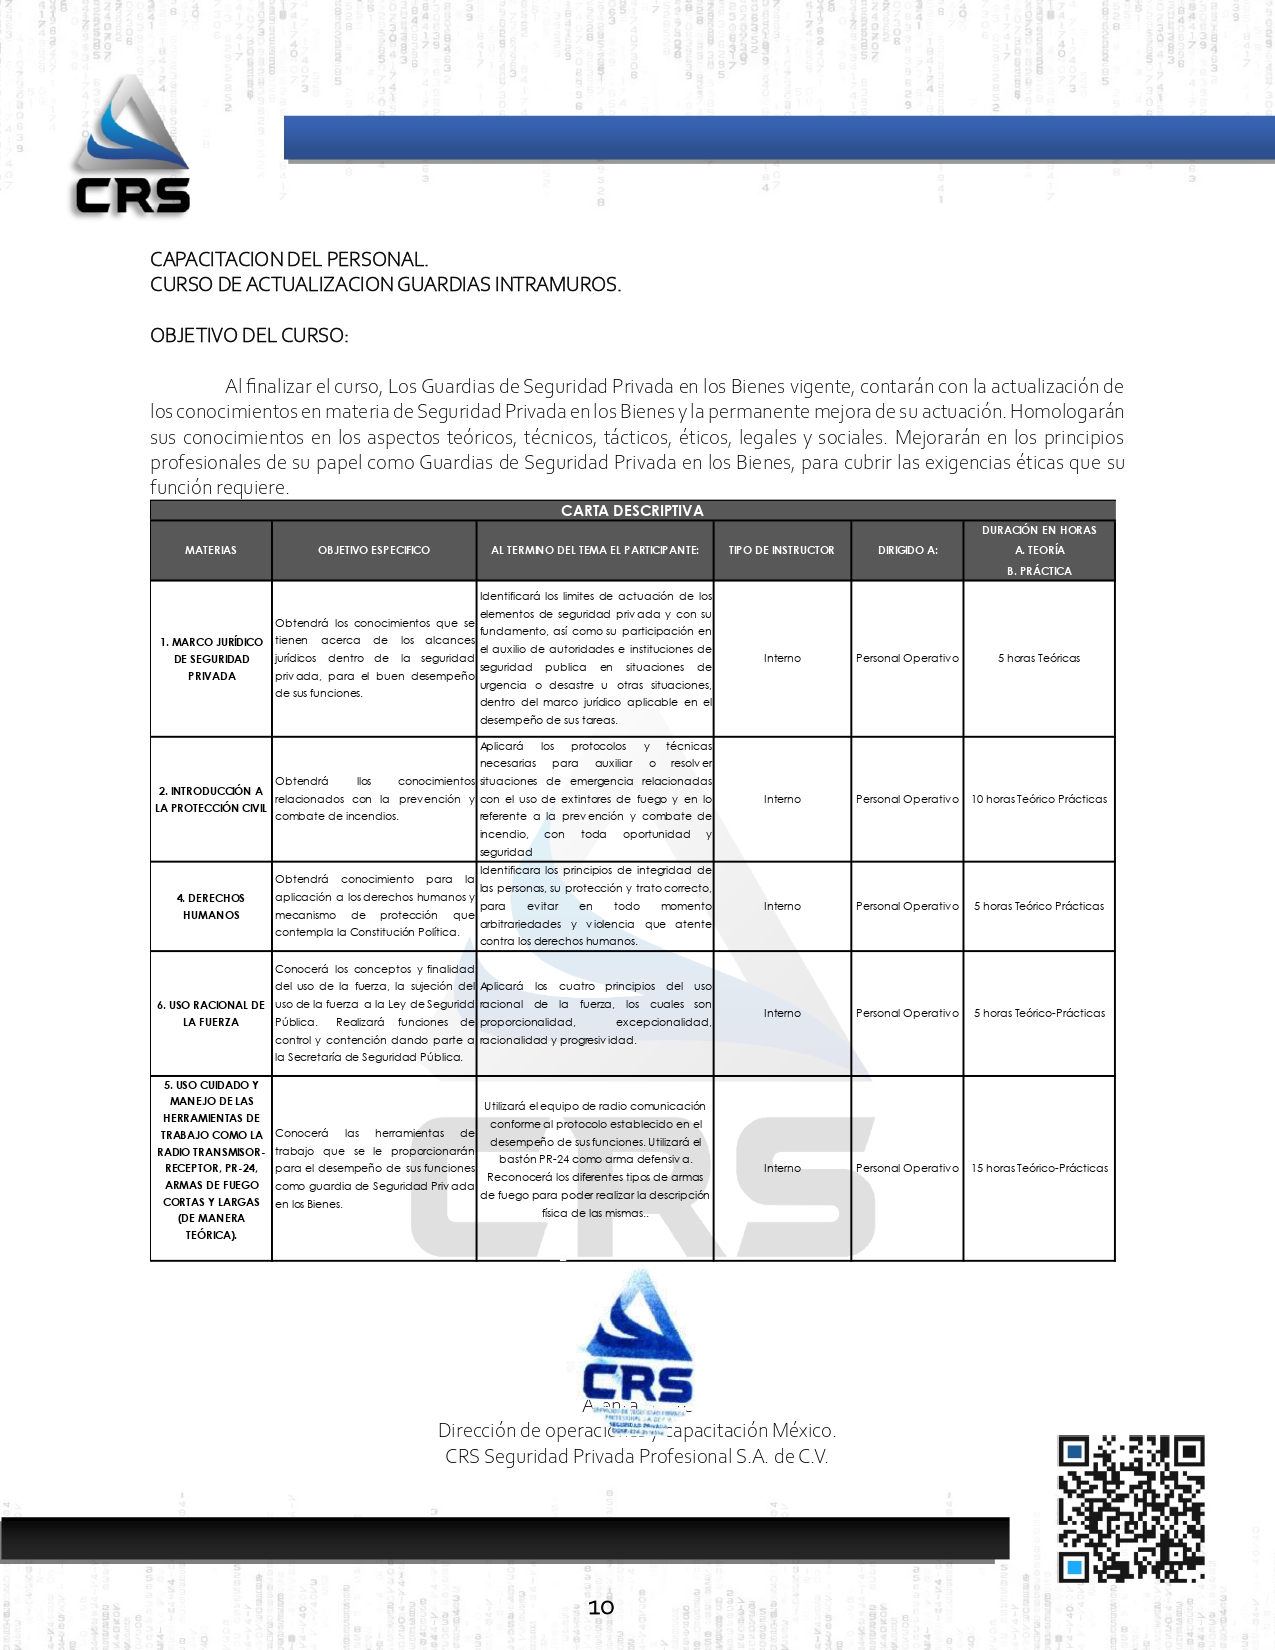 CRS
CAPACITACION DEL PERSONAL.
CURSO DE ACTUALIZACION GUARDIAS INTRAMUROS.
OBJETIVO DEL CURSO:
Al finalizar el curso, Los Guardias de Seguridad Privada en los Bienes vigente, contarán con la actualización de
los conocimientos en materia de Seguridad Privada en los Bienes y la permanente mejora de su actuación. Homologarán
sus conocimientos en los aspectos teóricos, técnicos, tácticos, éticos, legales y sociales. Mejorarán en los principios
profesionales de su papel como Guardias de Seguridad Privada en los Bienes, para cubrir las exigencias éticas que su
función requiere.
CARTA DESCRIPTIVA
MATERIAS
OBJETIVO ESPECIFICO
AL TERMINO DEL TEMA EL PARTICIPANTE:
TIPO DE INSTRUCTOR
DIRIGIDO A:
DURACIÓN EN HORAS
A. TEORÍA
B. PRÁCTICA
1. MARCO JURÍDICO
DE SEGURIDAD
PRIVADA
Obtendrá los conocimientos que se
tienen acerca de los alcances
jurídicos dentro de la seguridad
privada, para el buen desempeño
de sus funciones.
Identificará los limites de actuación de los
elementos de seguridad privada y con su
fundamento, así como su participación en
el auxilio de autoridades e instituciones de
seguridad publica en situaciones de
urgencia o desastre u otras situaciones,
dentro del marco jurídico aplicable en el
desempeño de sus tareas.
Interno
Personal Operativo
5 horas Teóricas
2. INTRODUCCIÓN A
LA PROTECCIÓN CIVIL
Obtendrá llos conocimientos
relacionados con la prevención y
combate de incendios.
Aplicará los protocolos y técnicas
necesarias para auxiliar o resolver
situaciones de emergencia relacionadas
con el uso de extintores de fuego y en lo
referente a la prevención y combate de
incendio, con toda oportunidad y
seguridad
Interno
Personal Operativo
10 horas Teórico Prácticas
4. DERECHOS
HUMANOS
Obtendrá conocimiento para la
aplicación a los derechos humanos y
mecanismo de protección que
contempla la Constitución Política.
Identificara los principios de integridad de
las personas, su protección y trato correcto,
para evitar en todo momento
arbitrariedades y violencia que atente
contra los derechos humanos.
Interno
Personal Operativo
5 horas Teórico Prácticas
6. USO RACIONAL DE
LA FUERZA
Conocerá los conceptos y finalidad
del uso de la fuerza, la sujeción del
uso de la fuerza a la Ley de Seguridd
Pública. Realizará funciones de
control y contención dando parte a
la Secretaría de Seguridad Pública.
Aplicará los cuatro principios del uso
racional de la fuerza, los cuales son
proporcionalidad, excepcionalidad,
racionalidad y progresividad.
Interno
Personal Operativo
5 horas Teórico-Prácticas
5. USO CUIDADO Y
MANEJO DE LAS
HERRAMIENTAS DE
TRABAJO COMO LA
RADIO TRANSMISOR-
RECEPTOR, PR-24,
ARMAS DE FUEGO
CORTAS Y LARGAS
(DE MANERA
TEÓRICA).
Conocerá las herramientas de
trabajo que se le proporcionarán
para el desempeño de sus funciones
como guardia de Seguridad Privada
en los Bienes.
Utilizará el equipo de radio comunicación
conforme al protocolo establecido en el
desempeño de sus funciones. Utilizará el
bastón PR-24 como arma defensiva.
Reconocerá los diferentes tipos de armas
de fuego para poder realizar la descripción
física de las mismas..
Interno
Personal Operativo
15 horas Teórico-Prácticas
CRS
CRS
Dirección de operaciones y capacitación México.
CRS Seguridad Privada Profesional S.A. de C.V.
10